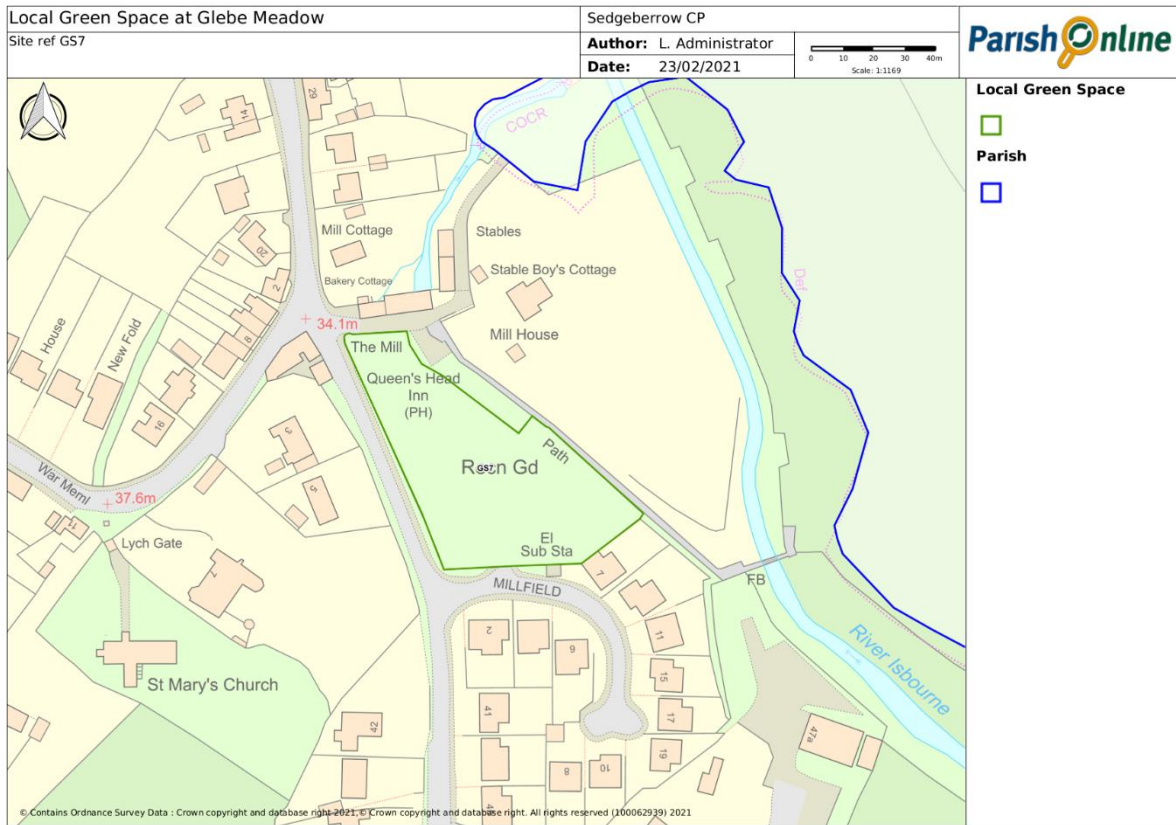 Local Green Space at Glebe Meadow
Site ref GS7
Sedgeberrow CP
Author: L. Administrator
Date: 23/02/2021
0 10 20 30 40m
Scale: 1:1169
Parish Online
Local Green Space
Parish
29
14
COCR
Mill Cottage
Stables
20
Bakery Cottage
Stable Boy's Cottage
2
34.1m
House
New Fold
8
The Mill
Mill House
Queen's Head
Inn
(PH)
16
3
Path
GS7
Def
War Meml
37.6m
5
11
Lych Gate
El
Sub Sta
7
7
FB
MILLFIELD
2
9
11
River Isbourne
St Mary's Church
15
41
42
17
47a
19
8
10
© Contains Ordnance Survey Data : Crown copyright and database right 2021, © Crown copyright and database right. All rights reserved (100062939) 2021